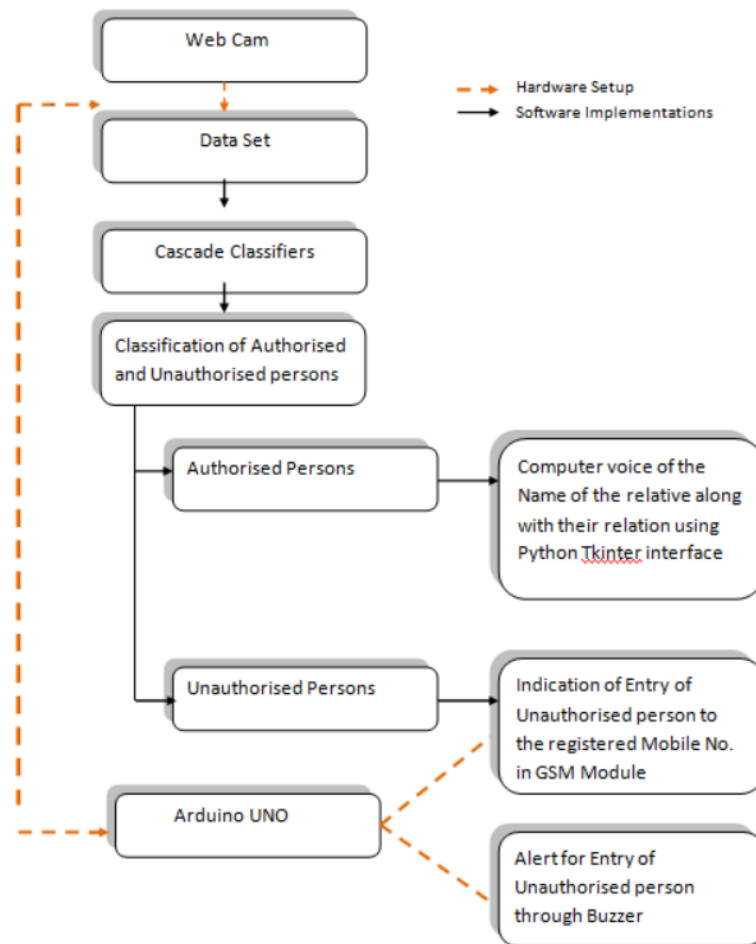 Web Cam
Hardware Setup
Software Implementations
Data Set
Cascade Classifiers
Classification of Authorised
and Unauthorised persons
Authorised Persons
Computer voice of the
Name of the relative along
with their relation using
Python Tkinter interface
Unauthorised Persons
Indication of Entry of
Unauthorised person to
the registered Mobile No.
in GSM Module
Arduino UNO
Alert for Entry of
Unauthorised person
through Buzzer